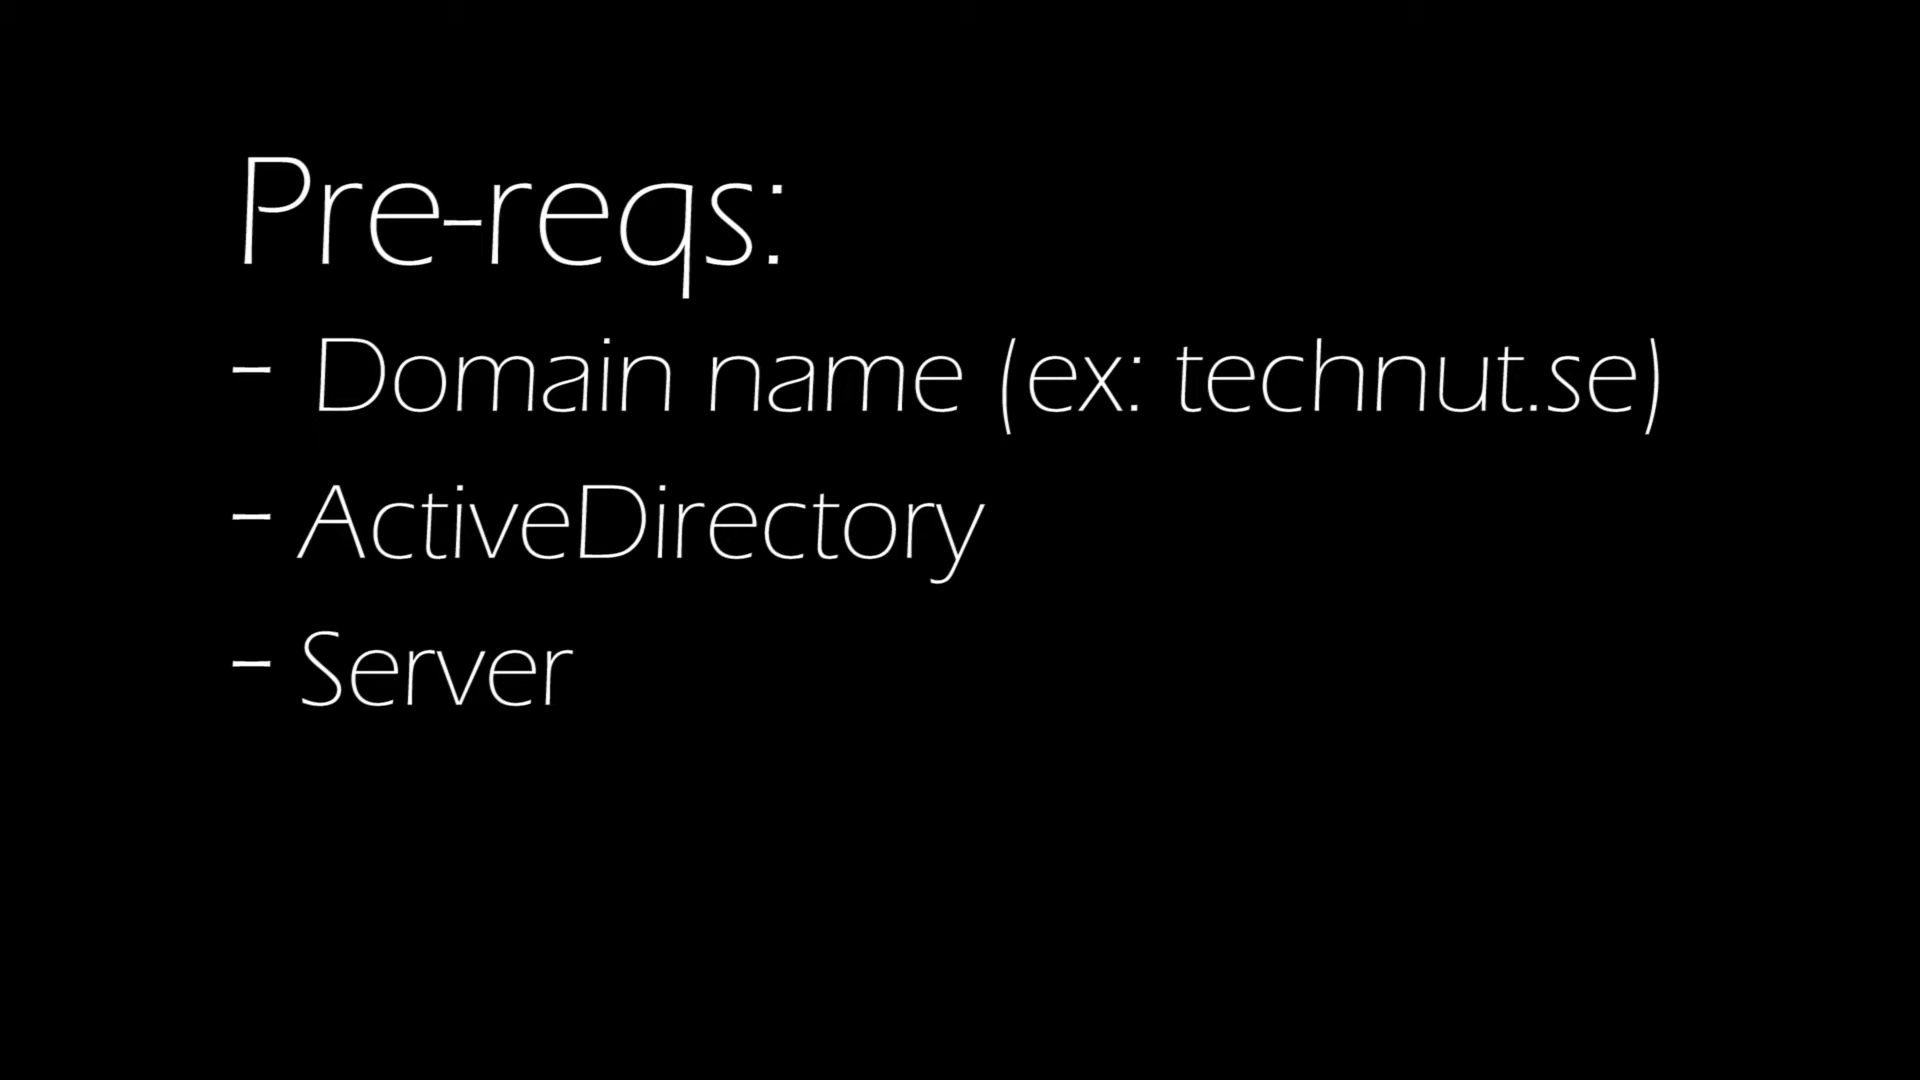 Pre-reqs:
- Domain name (ex: technut.se)
- ActiveDirectory
- Server